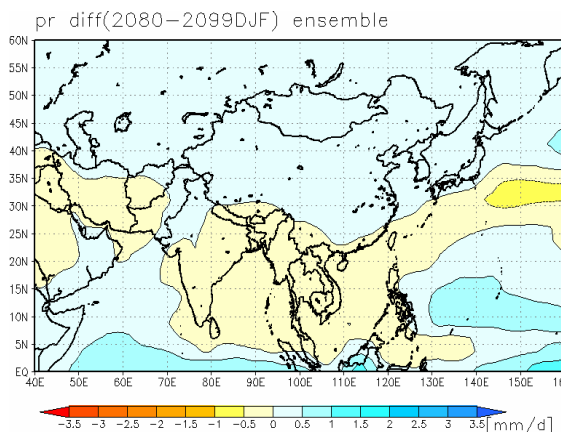 pr diff(2080-2099DJF) ensemble
60N
55N
50N
45N
40N
35N
30N
25N
20N
15N
10N
5N
E0
40E 50E 60E 70E 80E 90E 100E 110E 120E 130E 140E 150E 16
-3.5 -3 -2.5 -2 -1.5 -1 -0.5 0 0.5 1 1.5 2 2.5 3 3.5 [mm/d]